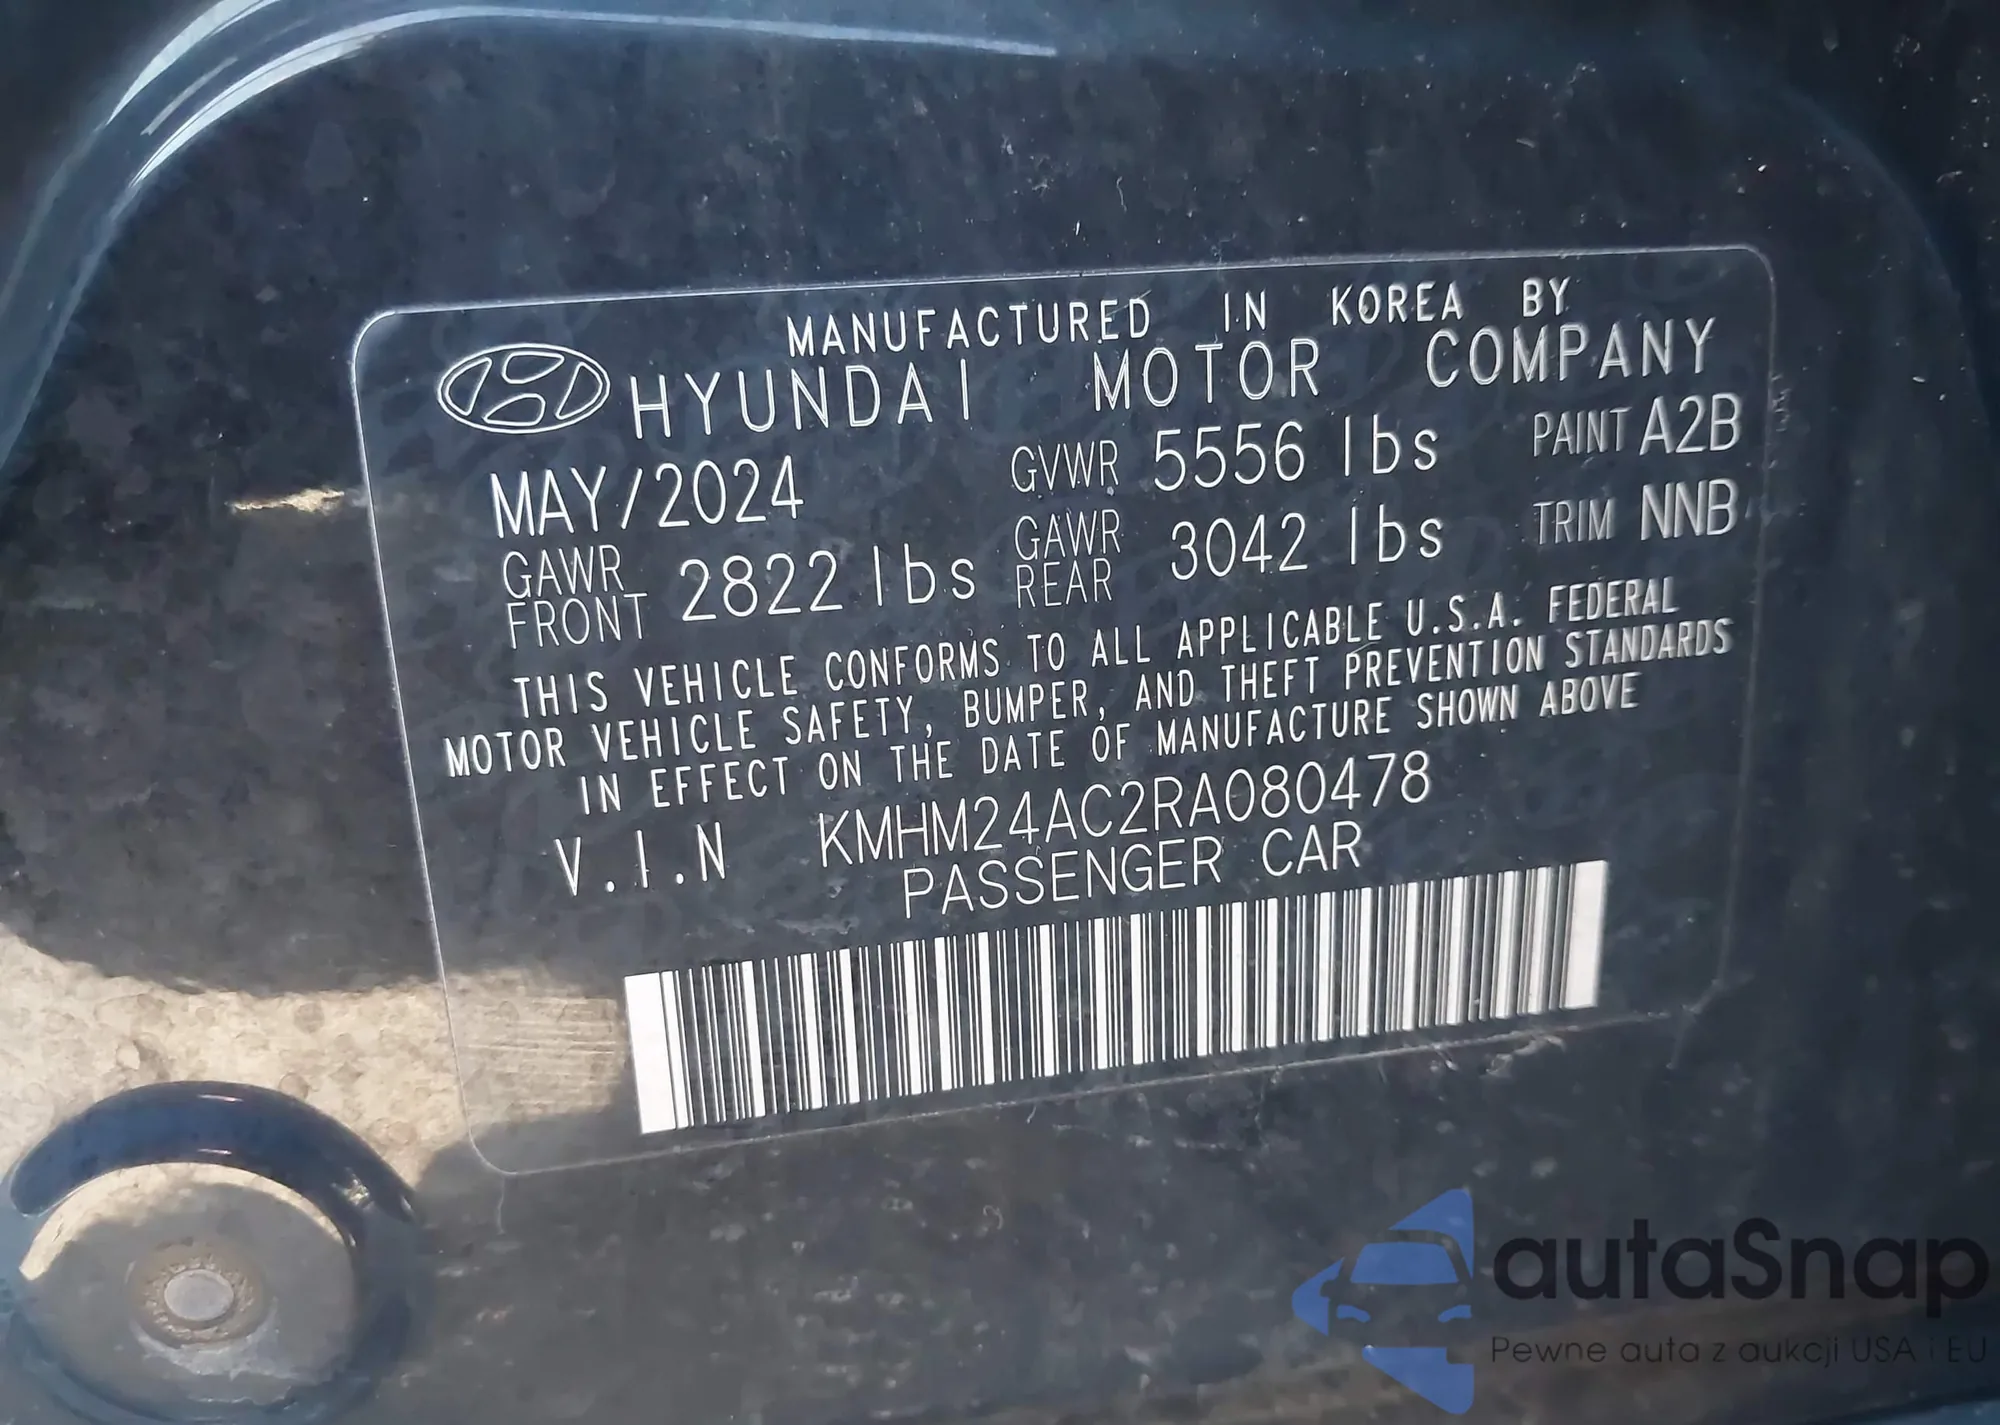 MANUFACTURED IN KOREA BY
HYUNDAI MOTOR COMPANY
MAY/2024 GVWR 5556 lbs PAINT A2B
GAWR FRONT 2822 lbs GAWR REAR 3042 lbs TRIM NNB
THIS VEHICLE CONFORMS TO ALL APPLICABLE U.S.A. FEDERAL
MOTOR VEHICLE SAFETY, BUMPER, AND THEFT PREVENTION STANDARDS
IN EFFECT ON THE DATE OF MANUFACTURE SHOWN ABOVE
V.I.N KMHM24AC2RA080478
PASSENGER CAR
autaSnap
Pewne auta z aukcji USA i EU